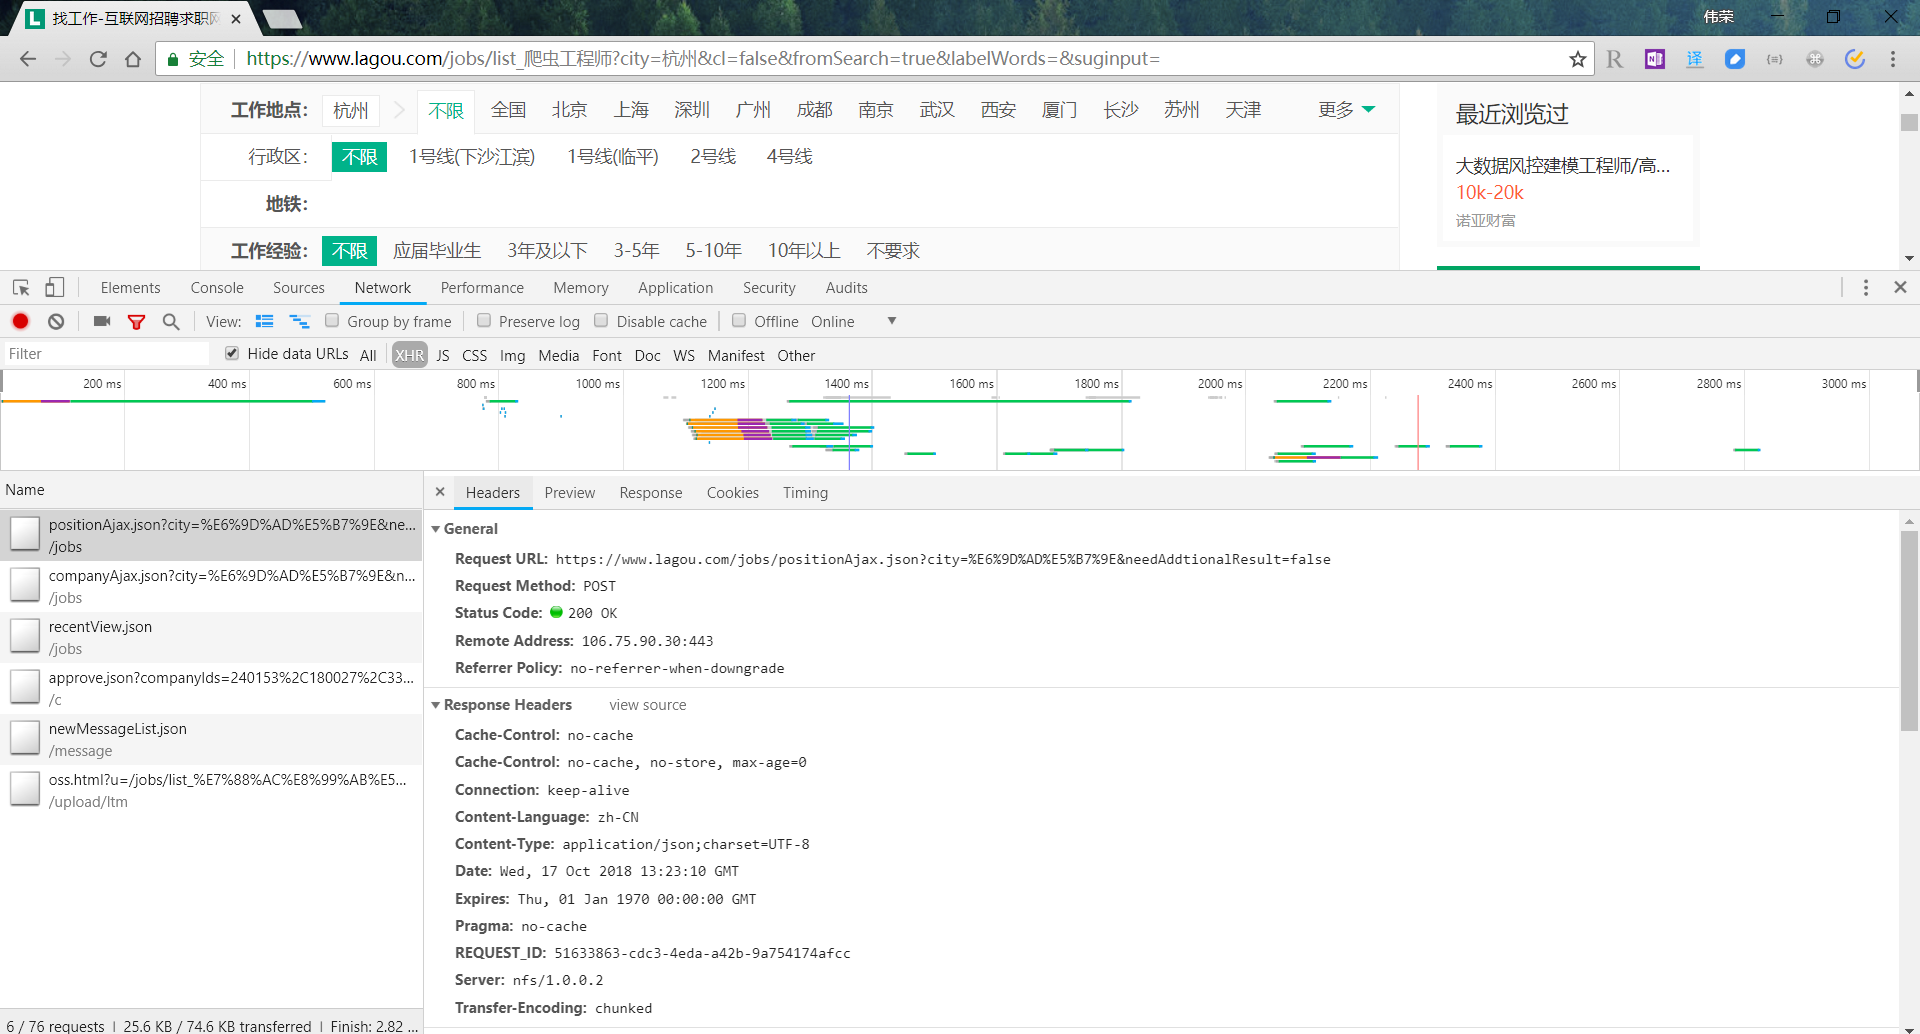 找工作-互联网招聘求职网
伟荣
安全 https://www.lagou.com/jobs/list_爬虫工程师?city=杭州&cl=false&fromSearch=true&labelWords=&suginput=
工作地点： 杭州 不限 全国 北京 上海 深圳 广州 成都 南京 武汉 西安 厦门 长沙 苏州 天津 更多
行政区： 不限 1号线(下沙江滨) 1号线(临平) 2号线 4号线
地铁：
工作经验： 不限 应届毕业生 3年及以下 3-5年 5-10年 10年以上 不要求
最近浏览过
大数据风控建模工程师/高...
10k-20k
诺亚财富
Elements Console Sources Network Performance Memory Application Security Audits
View: Group by frame Preserve log Disable cache Offline Online
Filter Hide data URLs All XHR JS CSS Img Media Font Doc WS Manifest Other
200 ms 400 ms 600 ms 800 ms 1000 ms 1200 ms 1400 ms 1600 ms 1800 ms 2000 ms 2200 ms 2400 ms 2600 ms 2800 ms 3000 ms
Name
positionAjax.json?city=%E6%9D%AD%E5%B7%9E&ne...
/jobs
companyAjax.json?city=%E6%9D%AD%E5%B7%9E&n...
/jobs
recentView.json
/jobs
approve.json?companyIds=240153%2C180027%2C33...
/c
newMessageList.json
/message
oss.html?u=/jobs/list_%E7%88%AC%E8%99%AB%E5...
/upload/ltm
6 / 76 requests | 25.6 KB / 74.6 KB transferred | Finish: 2.82 ...
Headers Preview Response Cookies Timing
General
Request URL: https://www.lagou.com/jobs/positionAjax.json?city=%E6%9D%AD%E5%B7%9E&needAddtionalResult=false
Request Method: POST
Status Code: 200 OK
Remote Address: 106.75.90.30:443
Referrer Policy: no-referrer-when-downgrade
Response Headers view source
Cache-Control: no-cache
Cache-Control: no-cache, no-store, max-age=0
Connection: keep-alive
Content-Language: zh-CN
Content-Type: application/json;charset=UTF-8
Date: Wed, 17 Oct 2018 13:23:10 GMT
Expires: Thu, 01 Jan 1970 00:00:00 GMT
Pragma: no-cache
REQUEST_ID: 51633863-cdc3-4eda-a42b-9a754174afcc
Server: nfs/1.0.0.2
Transfer-Encoding: chunked